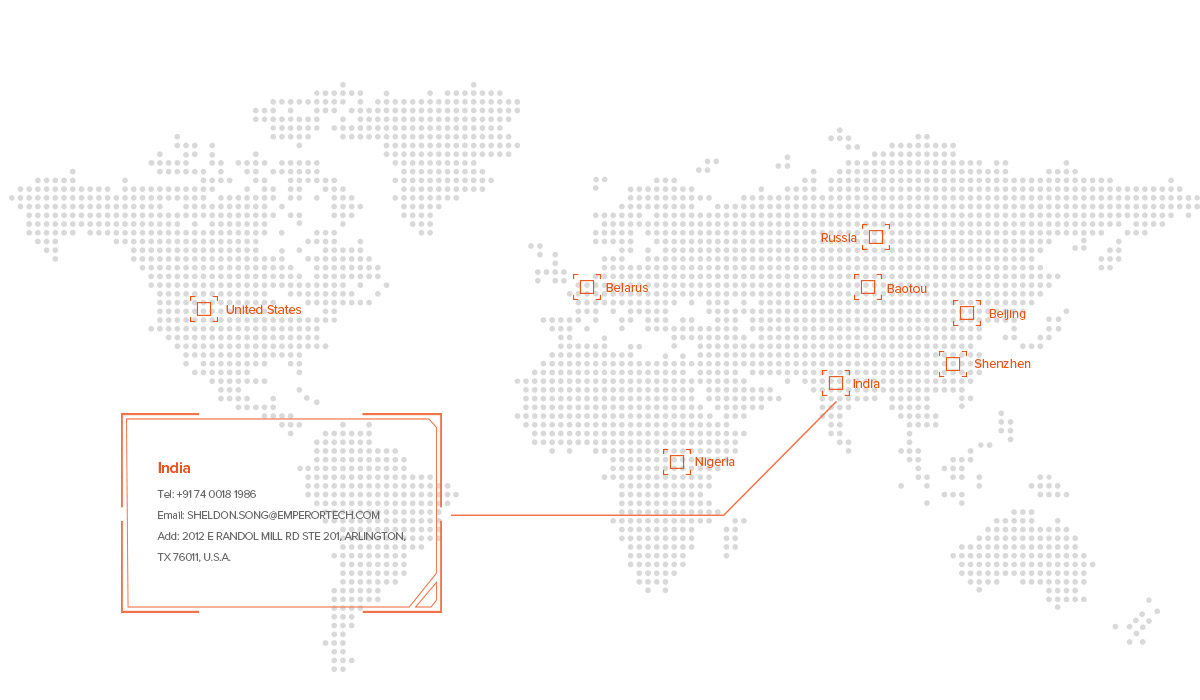 Russia
Belarus
Baotou
United States
Beijing
Shenzhen
India
Nigeria
India
Tel: +91 74 0018 1986
Email: SHELDON.SONG@EMPERORTECH.COM
Add: 2012 E RANDOL MILL RD STE 201, ARLINGTON,
TX 76011, U.S.A.